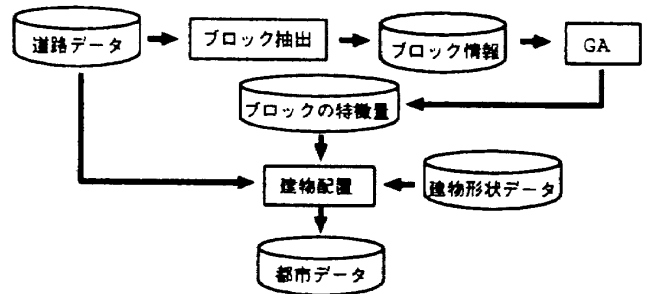 道路データ
ブロック抽出
ブロック情報
GA
ブロックの特徴量
建物配置
建物形状データ
都市データ